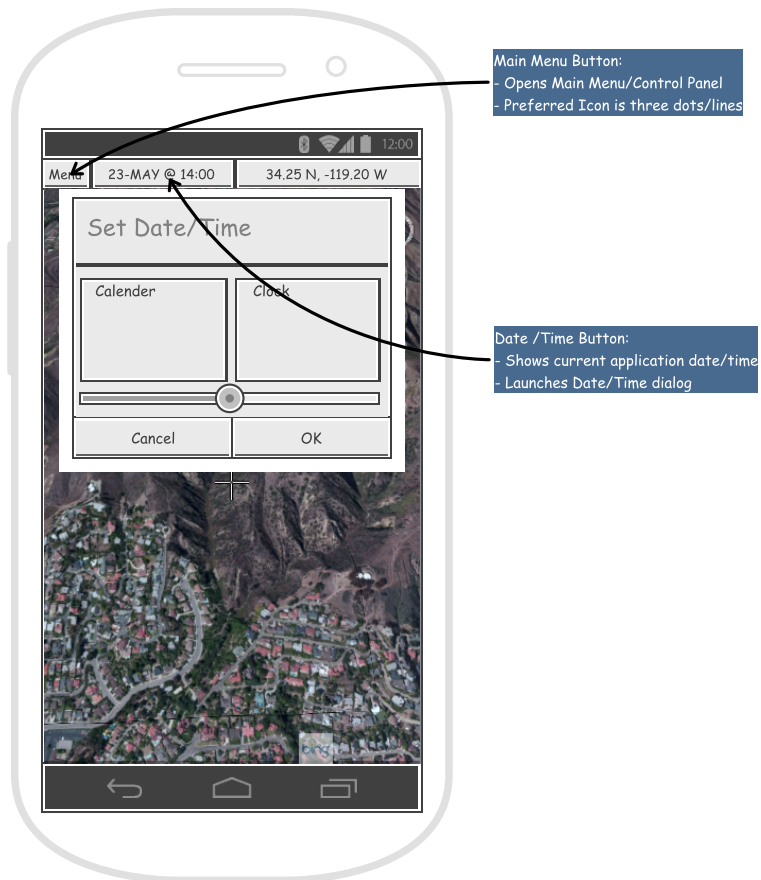 Main Menu Button:
- Opens Main Menu/Control Panel
- Preferred Icon is three dots/lines
12:00
Menu
23-MAY @ 14:00
34.25 N, -119.20 W
Set Date/Time
Calender
Clock
Date /Time Button:
- Shows current application date/time
- Launches Date/Time dialog
Cancel
OK
bing